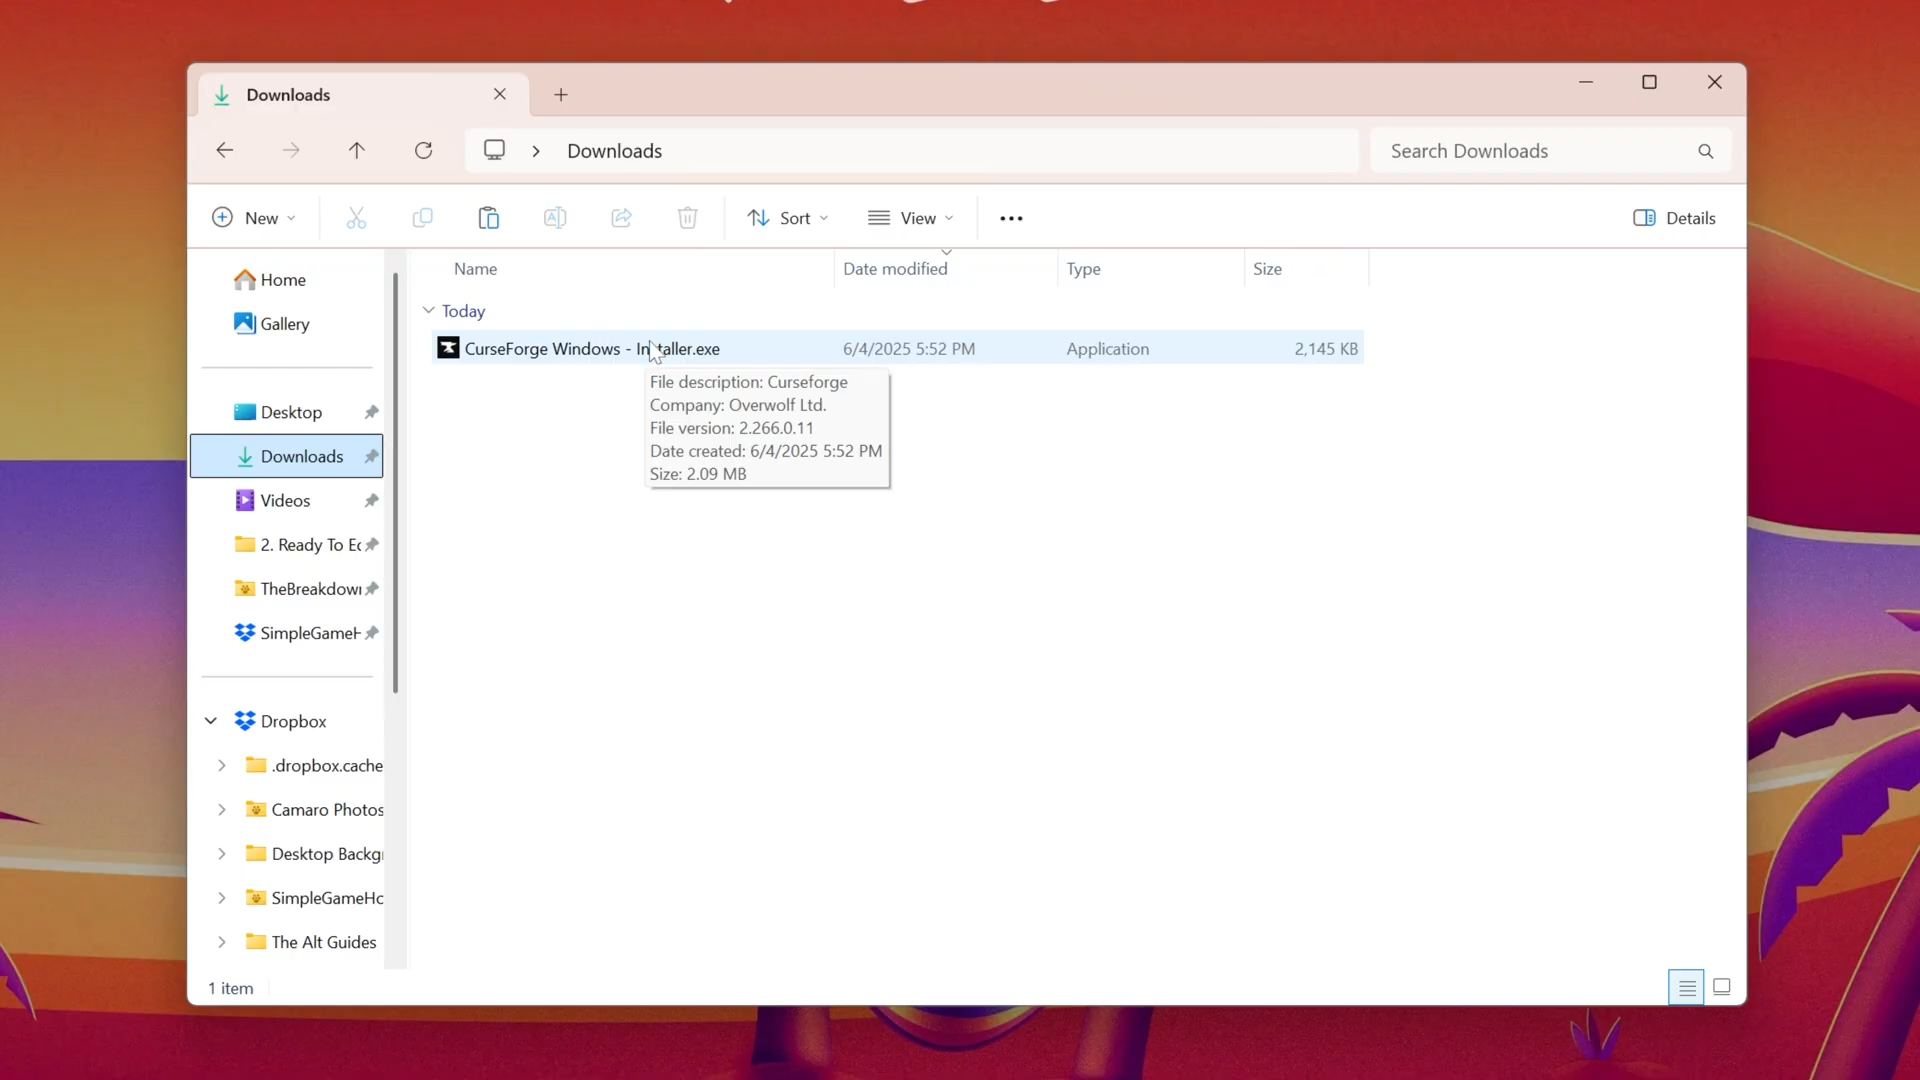 Downloads
Downloads
Search Downloads
New
Sort
View
Details
Home
Gallery
Desktop
Downloads
Videos
2. Ready To Ec
TheBreakdown
SimpleGameH
Dropbox
.dropbox.cache
Camaro Photos
Desktop Backg
SimpleGameHo
The Alt Guides
Name
Date modified
Type
Size
Today
CurseForge Windows - Installer.exe
6/4/2025 5:52 PM
Application
2,145 KB
File description: Curseforge
Company: Overwolf Ltd.
File version: 2.266.0.11
Date created: 6/4/2025 5:52 PM
Size: 2.09 MB
1 item